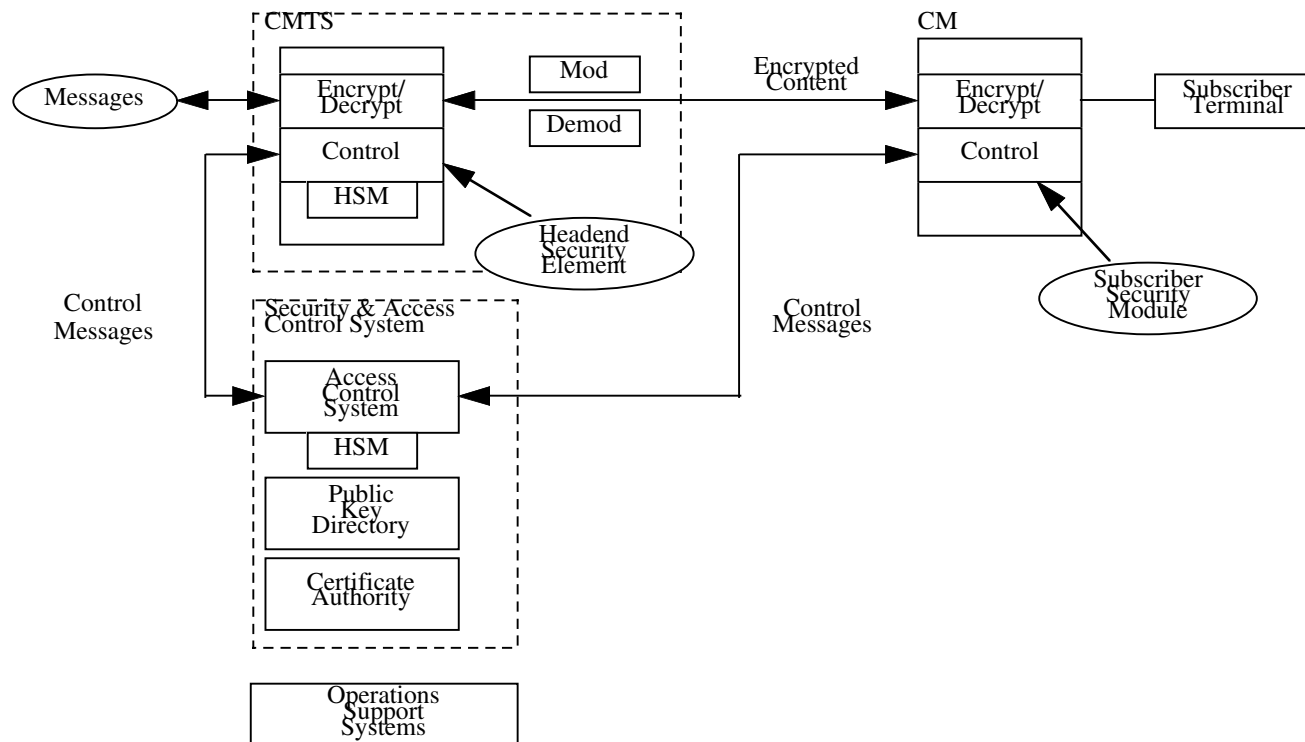 CMTS
CM
Messages
Encrypt/
Decrypt
Control
HSM
Mod
Demod
Headend
Security
Element
Encrypted
Content
Encrypt/
Decrypt
Control
Subscriber
Terminal
Subscriber
Security
Module
Control
Messages
Control
Messages
Security & Access
Control System
Access
Control
System
HSM
Public
Key
Directory
Certificate
Authority
Operations
Support
Systems